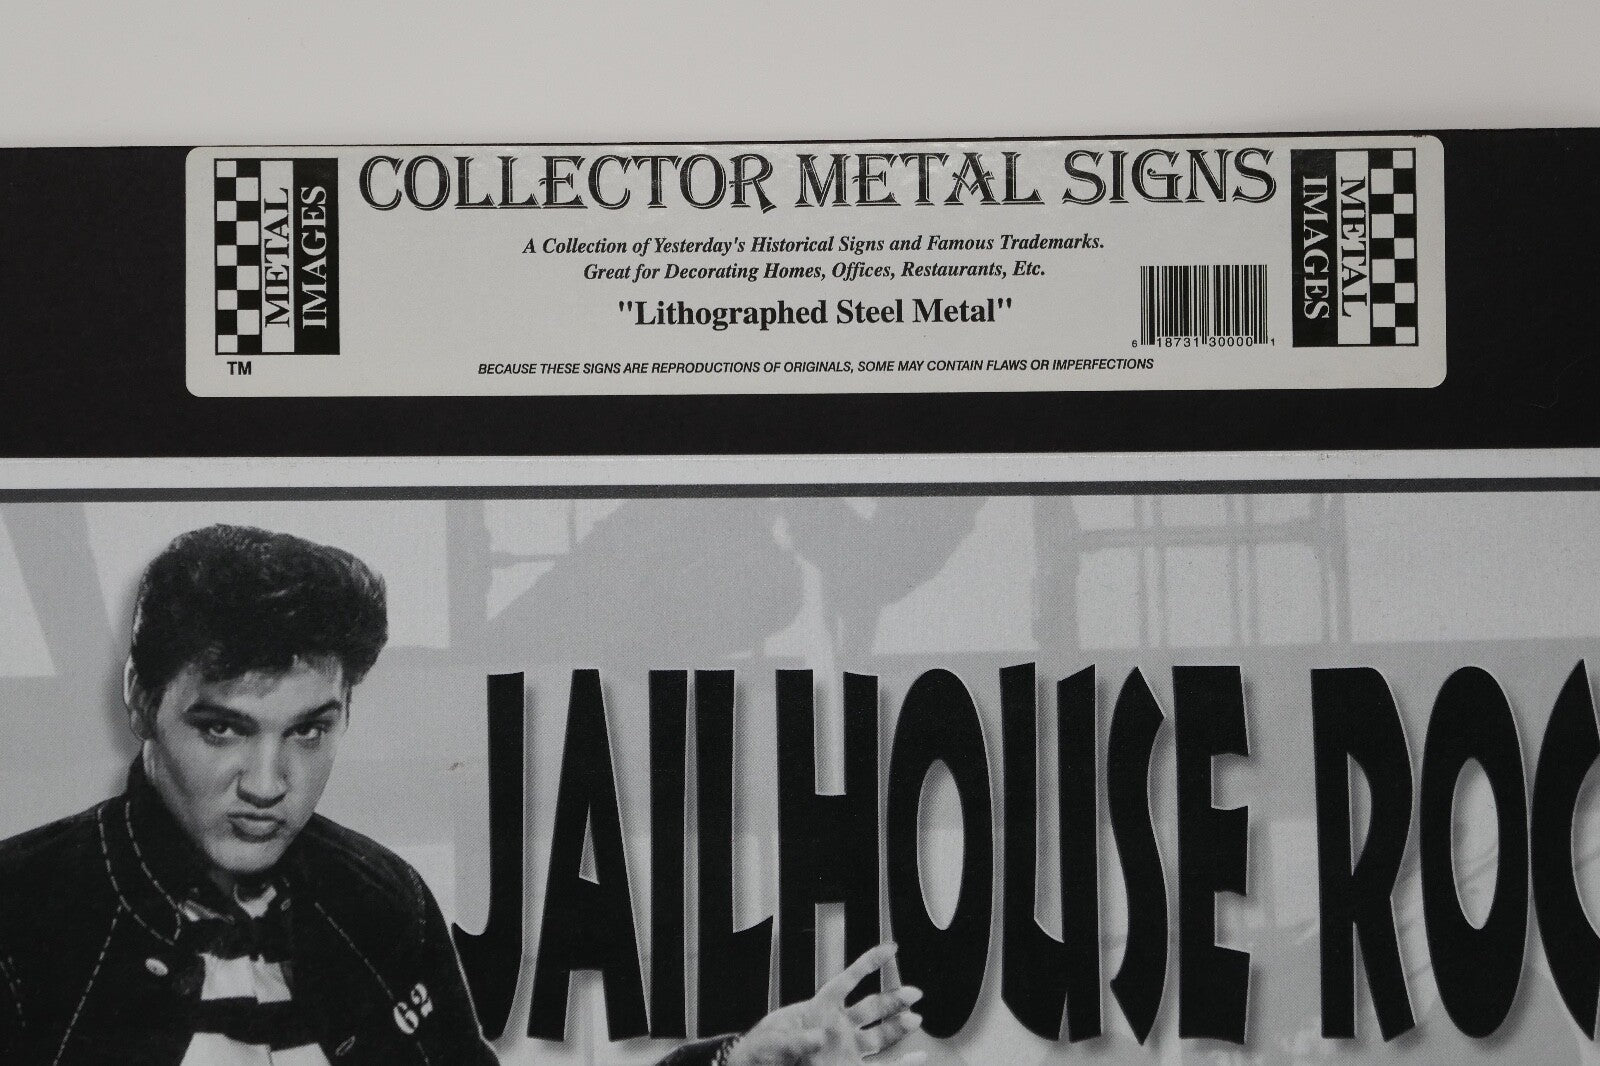 METAL
IMAGES
TM
COLLECTOR METAL SIGNS
A Collection of Yesterday's Historical Signs and Famous Trademarks.
Great for Decorating Homes, Offices, Restaurants, Etc.
"Lithographed Steel Metal"
6 18731 30000 1
BECAUSE THESE SIGNS ARE REPRODUCTIONS OF ORIGINALS, SOME MAY CONTAIN FLAWS OR IMPERFECTIONS
METAL
IMAGES
JAILHOUSE ROC
62